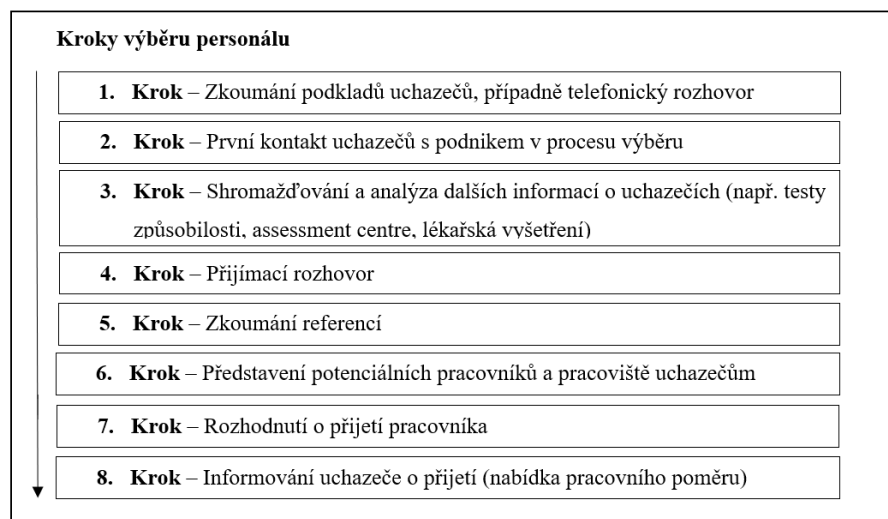 Kroky výběru personálu
1. Krok – Zkoumání podkladů uchazečů, případně telefonický rozhovor
2. Krok – První kontakt uchazečů s podnikem v procesu výběru
3. Krok – Shromažďování a analýza dalších informací o uchazečích (např. testy
způsobilosti, assessment centre, lékařská vyšetření)
4. Krok – Přijímací rozhovor
5. Krok – Zkoumání referencí
6. Krok – Představení potenciálních pracovníků a pracoviště uchazečům
7. Krok – Rozhodnutí o přijetí pracovníka
8. Krok – Informování uchazeče o přijetí (nabídka pracovního poměru)